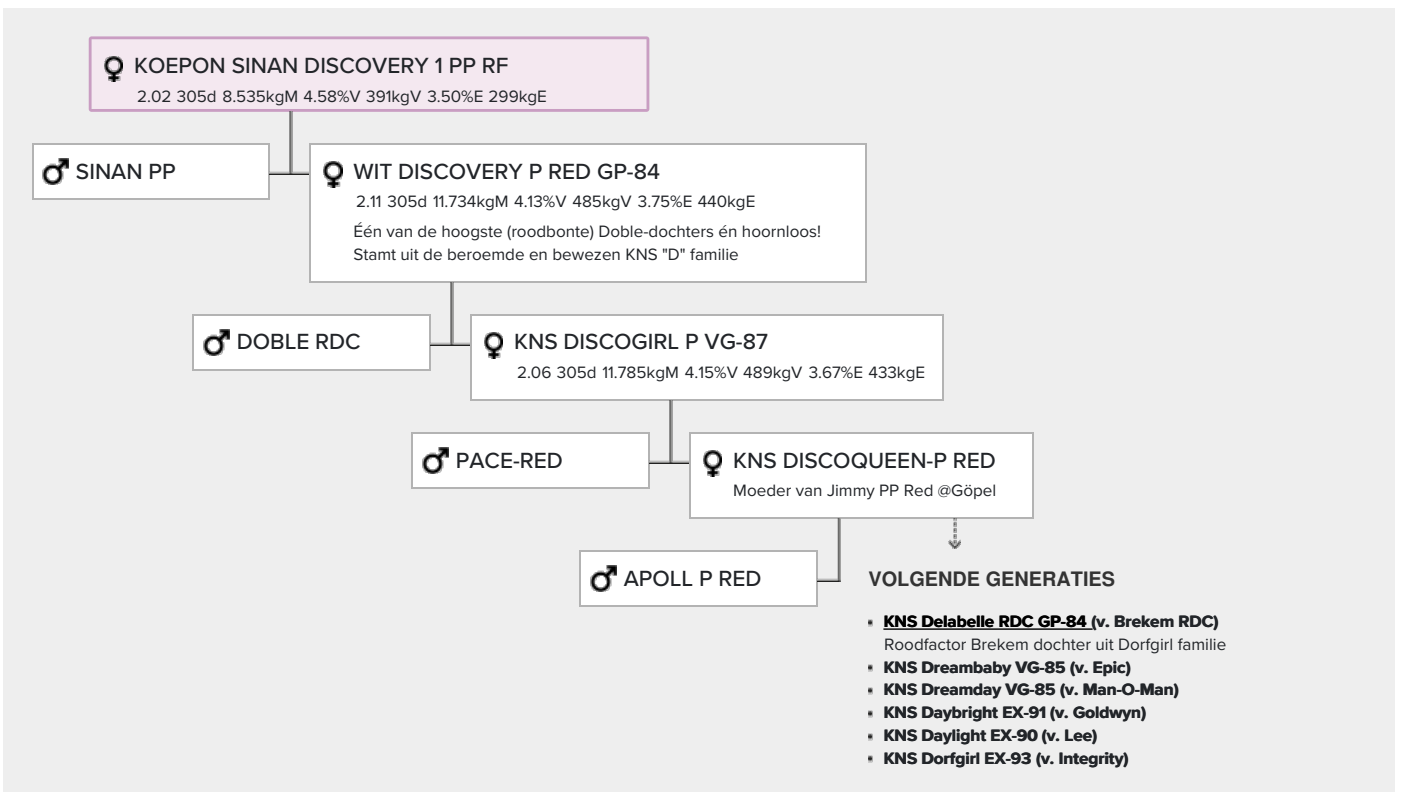 KOEPON SINAN DISCOVERY 1 PP RF
2.02 305d 8.535kgM 4.58%V 391kgV 3.50%E 299kgE
SINAN PP
WIT DISCOVERY P RED GP-84
2.11 305d 11.734kgM 4.13%V 485kgV 3.75%E 440kgE
Één van de hoogste (roodbonte) Doble-dochters én hoornloos!
Stamt uit de beroemde en bewezen KNS "D" familie
DOBLE RDC
KNS DISCOGIRL P VG-87
2.06 305d 11.785kgM 4.15%V 489kgV 3.67%E 433kgE
PACE-RED
KNS DISCOQUEEN-P RED
Moeder van Jimmy PP Red @Göpel
APOLL P RED
VOLGENDE GENERATIES
KNS Delabelle RDC GP-84 (v. Brekem RDC)
Roodfactor Brekem dochter uit Dorfgirl familie
KNS Dreambaby VG-85 (v. Epic)
KNS Dreamday VG-85 (v. Man-O-Man)
KNS Daybright EX-91 (v. Goldwyn)
KNS Daylight EX-90 (v. Lee)
KNS Dorfgirl EX-93 (v. Integrity)